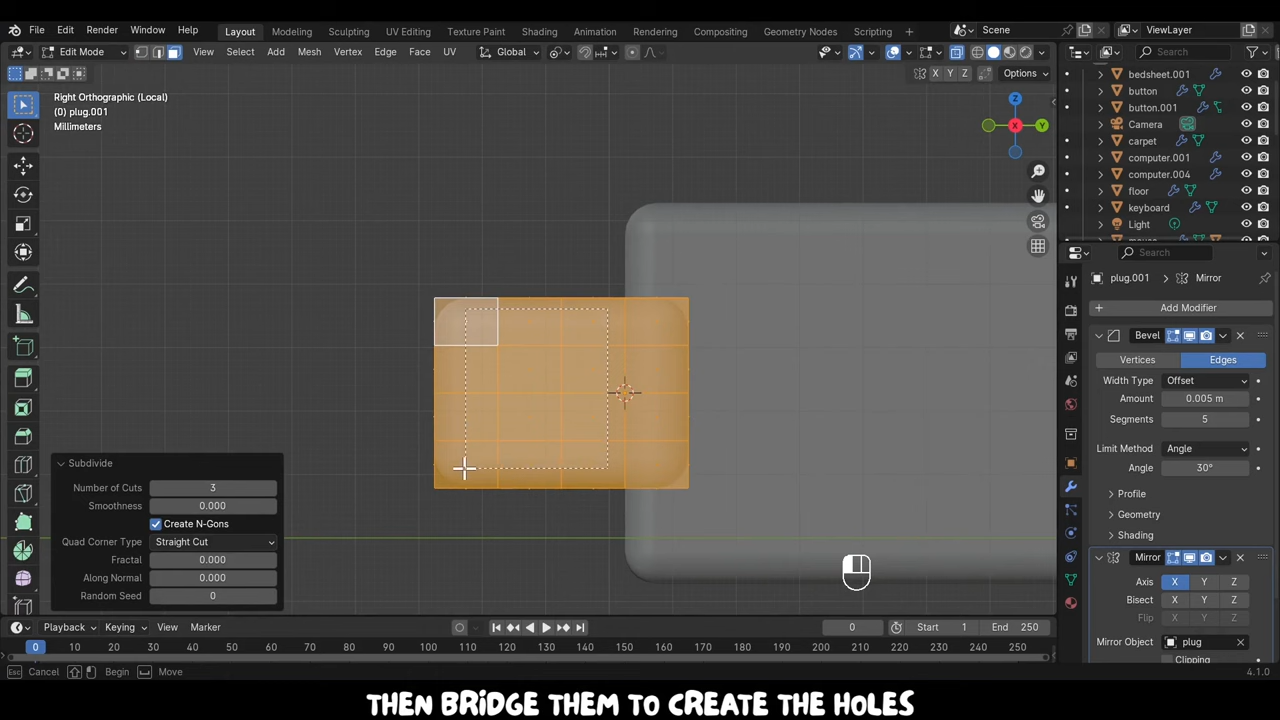 File Edit Render Window Help Layout Modeling Sculpting UV Editing Texture Paint Shading Animation Rendering Compositing Geometry Nodes Scripting + Scene ViewLayer
Edit Mode View Select Add Mesh Vertex Edge Face UV Global Search
X Y Z Options
Right Orthographic (Local)
(0) plug.001
Millimeters
Z
X
Y
bedsheet.001
button
button.001
Camera
carpet
computer.001
computer.004
floor
keyboard
Light
Search
plug.001 Mirror
Add Modifier
Bevel
Vertices Edges
Width Type Offset
Amount 0.005 m
Segments 5
Limit Method Angle
Angle 30°
Profile
Geometry
Shading
Mirror
Axis X Y Z
Bisect X Y Z
Flip X Y Z
Mirror Object plug
Clipping
Subdivide
Number of Cuts 3
Smoothness 0.000
Create N-Gons
Quad Corner Type Straight Cut
Fractal 0.000
Along Normal 0.000
Random Seed 0
Playback Keying View Marker 0 Start 1 End 250
0 10 20 30 40 50 60 70 80 90 100 110 120 130 140 150 160 170 180 190 200 210 220 230 240 250
Esc Cancel Begin Move 4.1.0
THEN BRIDGE THEM TO CREATE THE HOLES